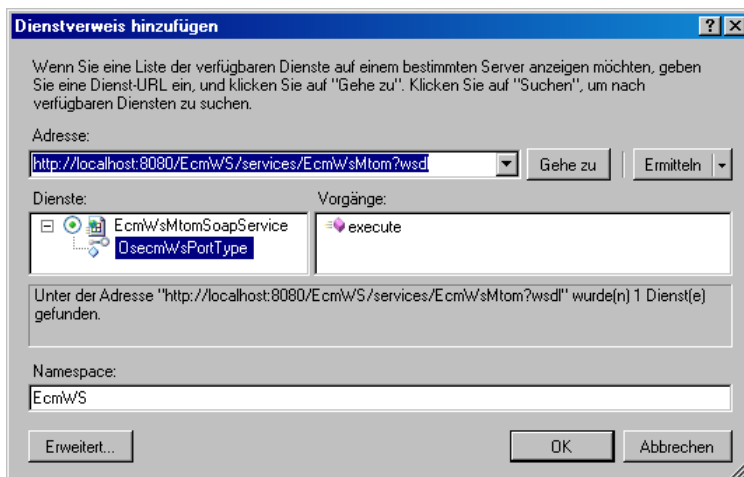 Dienstverweis hinzufügen
Wenn Sie eine Liste der verfügbaren Dienste auf einem bestimmten Server anzeigen möchten, geben
Sie eine Dienst-URL ein, und klicken Sie auf "Gehe zu". Klicken Sie auf "Suchen", um nach
verfügbaren Diensten zu suchen.
Adresse:
http://localhost:8080/EcmWS/services/EcmWsMtom?wsdl Gehe zu Ermitteln
Dienste: Vorgänge:
EcmWsMtomSoapService execute
OsecmWsPortType
Unter der Adresse "http://localhost:8080/EcmWS/services/EcmWsMtom?wsdl" wurde(n) 1 Dienst(e)
gefunden.
Namespace:
EcmWS
Erweitert... OK Abbrechen